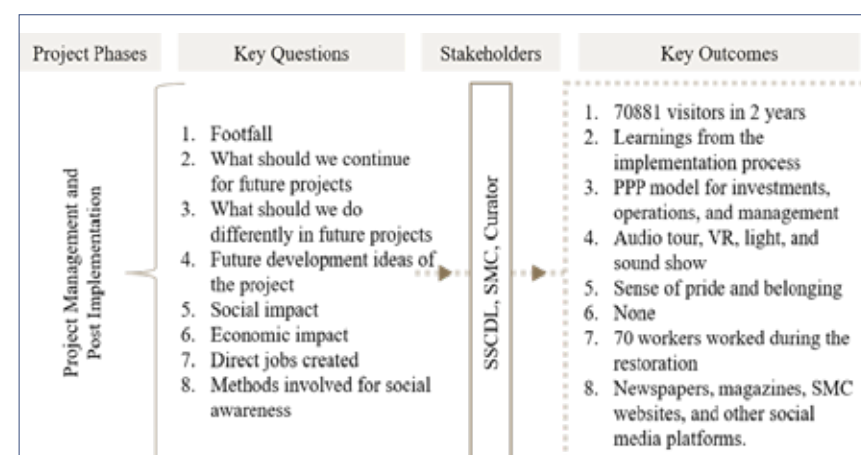 Project Phases
Key Questions
Stakeholders
Key Outcomes
Project Management and
Post Implementation
1. Footfall
2. What should we continue
for future projects
3. What should we do
differently in future projects
4. Future development ideas of
the project
5. Social impact
6. Economic impact
7. Direct jobs created
8. Methods involved for social
awareness
SSCDL, SMC, Curator
1. 70881 visitors in 2 years
2. Learnings from the
implementation process
3. PPP model for investments,
operations, and management
4. Audio tour, VR, light, and
sound show
5. Sense of pride and belonging
6. None
7. 70 workers worked during the
restoration
8. Newspapers, magazines, SMC
websites, and other social
media platforms.